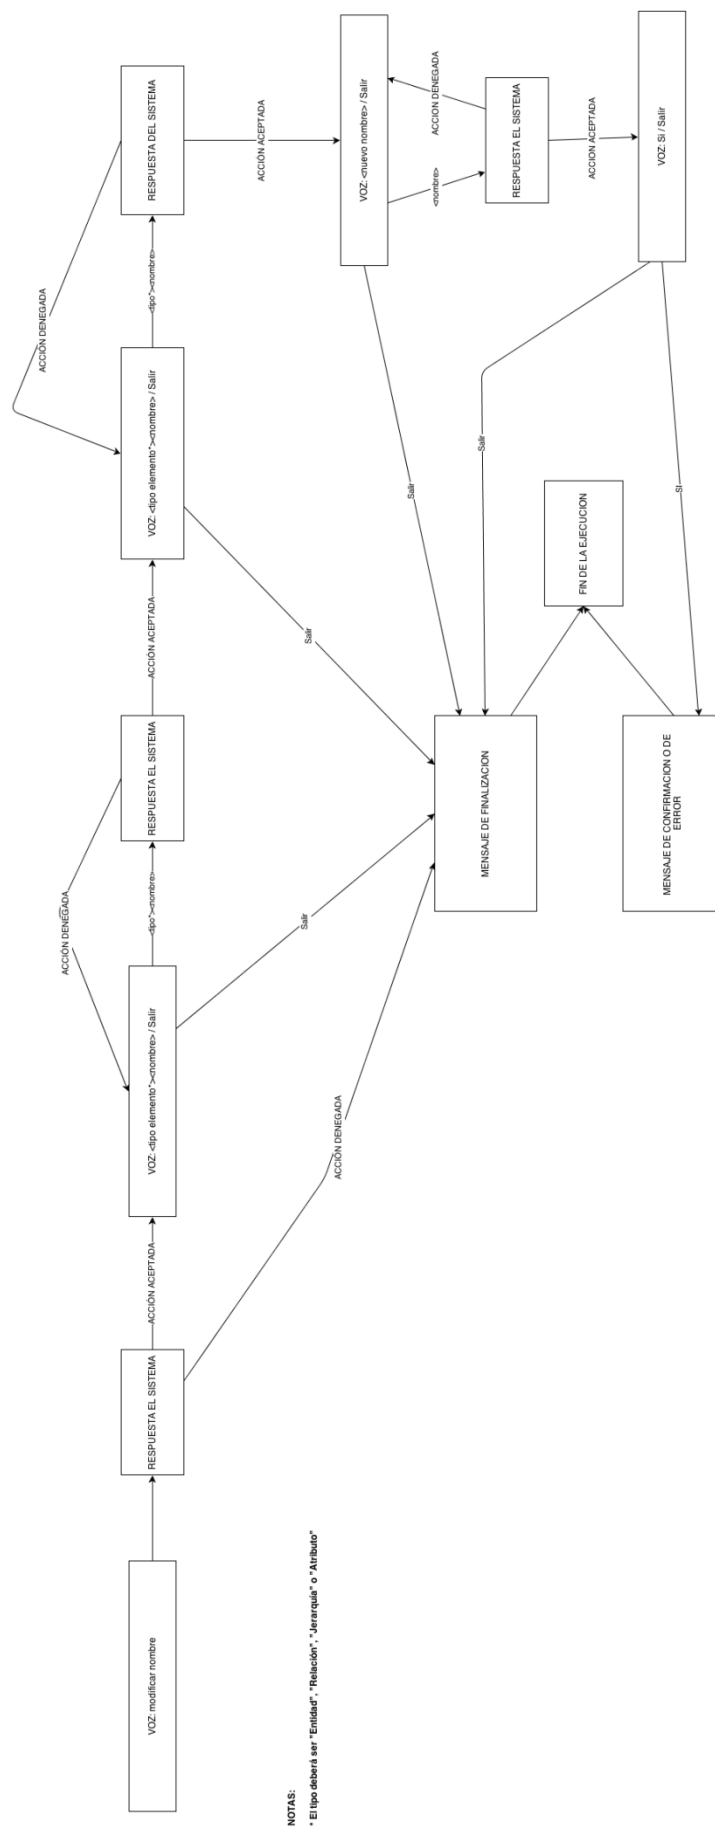 VOZ: modificar nombre
RESPUESTA EL SISTEMA
ACCIÓN ACEPTADA
ACCIÓN DENEGADA
VOZ: <tipo elemento*><nombre> / Salir
ACCIÓN DENEGADA
<tipo*><nombre>
Salir
RESPUESTA EL SISTEMA
ACCIÓN ACEPTADA
VOZ: <tipo elemento*><nombre> / Salir
ACCIÓN DENEGADA
<tipo*><nombre>
Salir
RESPUESTA DEL SISTEMA
ACCIÓN ACEPTADA
VOZ: <nuevo nombre> / Salir
ACCION DENEGADA
<nombre>
Salir
RESPUESTA EL SISTEMA
ACCION ACEPTADA
VOZ: Si / Salir
Salir
SI
MENSAJE DE FINALIZACION
FIN DE LA EJECUCION
MENSAJE DE CONFIRMACION O DE
ERROR
NOTAS:
* El tipo deberá ser "Entidad", "Relación", "Jerarquía" o "Atributo"